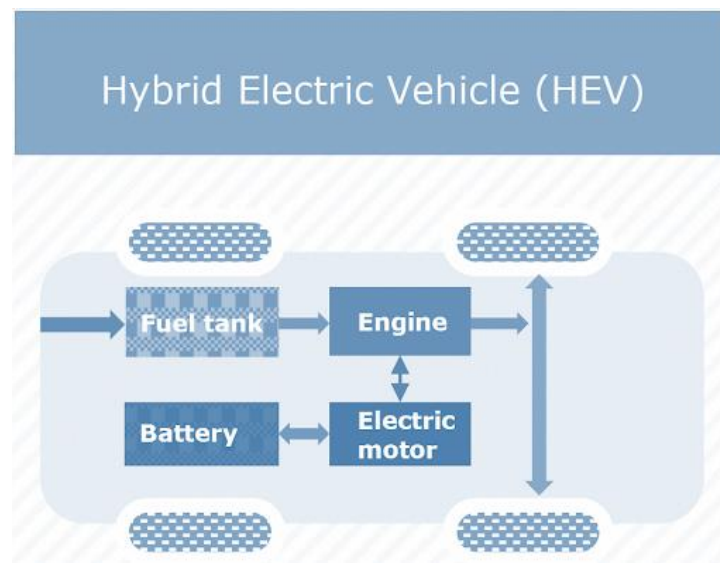 Hybrid Electric Vehicle (HEV)
Fuel tank
Engine
Battery
Electric
motor